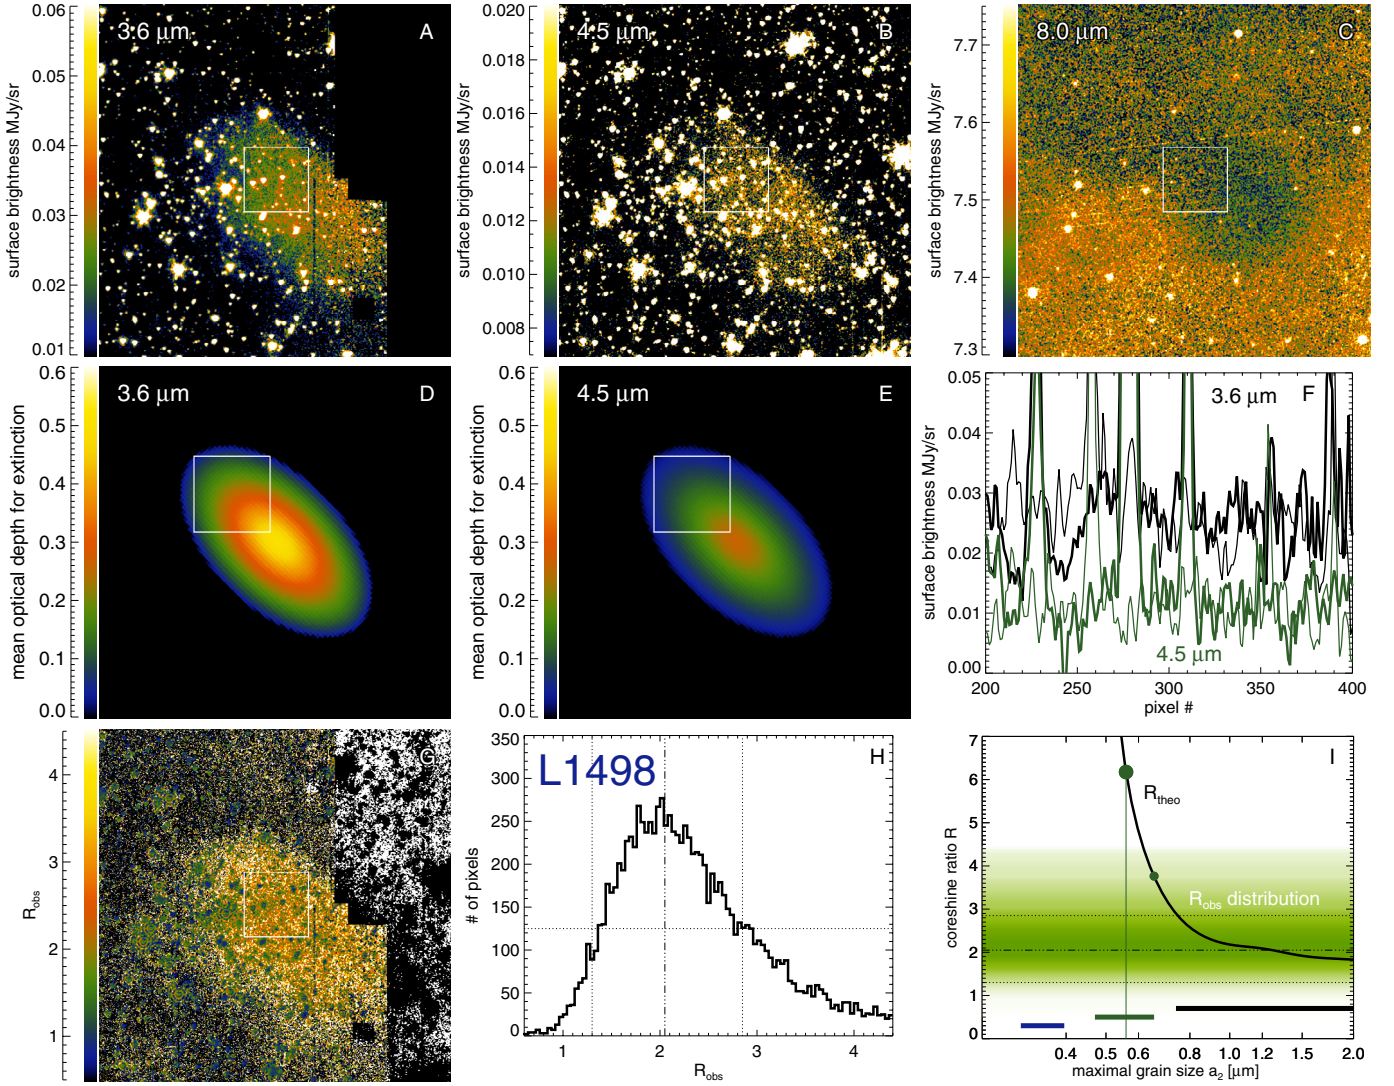 3.6 μm
A
surface brightness MJy/sr
0.06
0.05
0.04
0.03
0.02
0.01
4.5 μm
B
surface brightness MJy/sr
0.020
0.018
0.016
0.014
0.012
0.010
0.008
8.0 μm
C
surface brightness MJy/sr
7.7
7.6
7.5
7.4
7.3
3.6 μm
D
mean optical depth for extinction
0.6
0.5
0.4
0.3
0.2
0.1
0.0
4.5 μm
E
mean optical depth for extinction
0.6
0.5
0.4
0.3
0.2
0.1
0.0
3.6 μm
F
surface brightness MJy/sr
0.05
0.04
0.03
0.02
0.01
0.00
4.5 μm
200
250
300
350
400
pixel #
G
R_obs
4
3
2
1
L1498
H
# of pixels
350
300
250
200
150
100
50
0
1
2
3
4
R_obs
I
coreshine ratio R
7
6
5
4
3
2
1
0
R_theo
R_obs distribution
0.4
0.5
0.6
0.8
1.0
1.2
1.5
2.0
maximal grain size a_2 [μm]